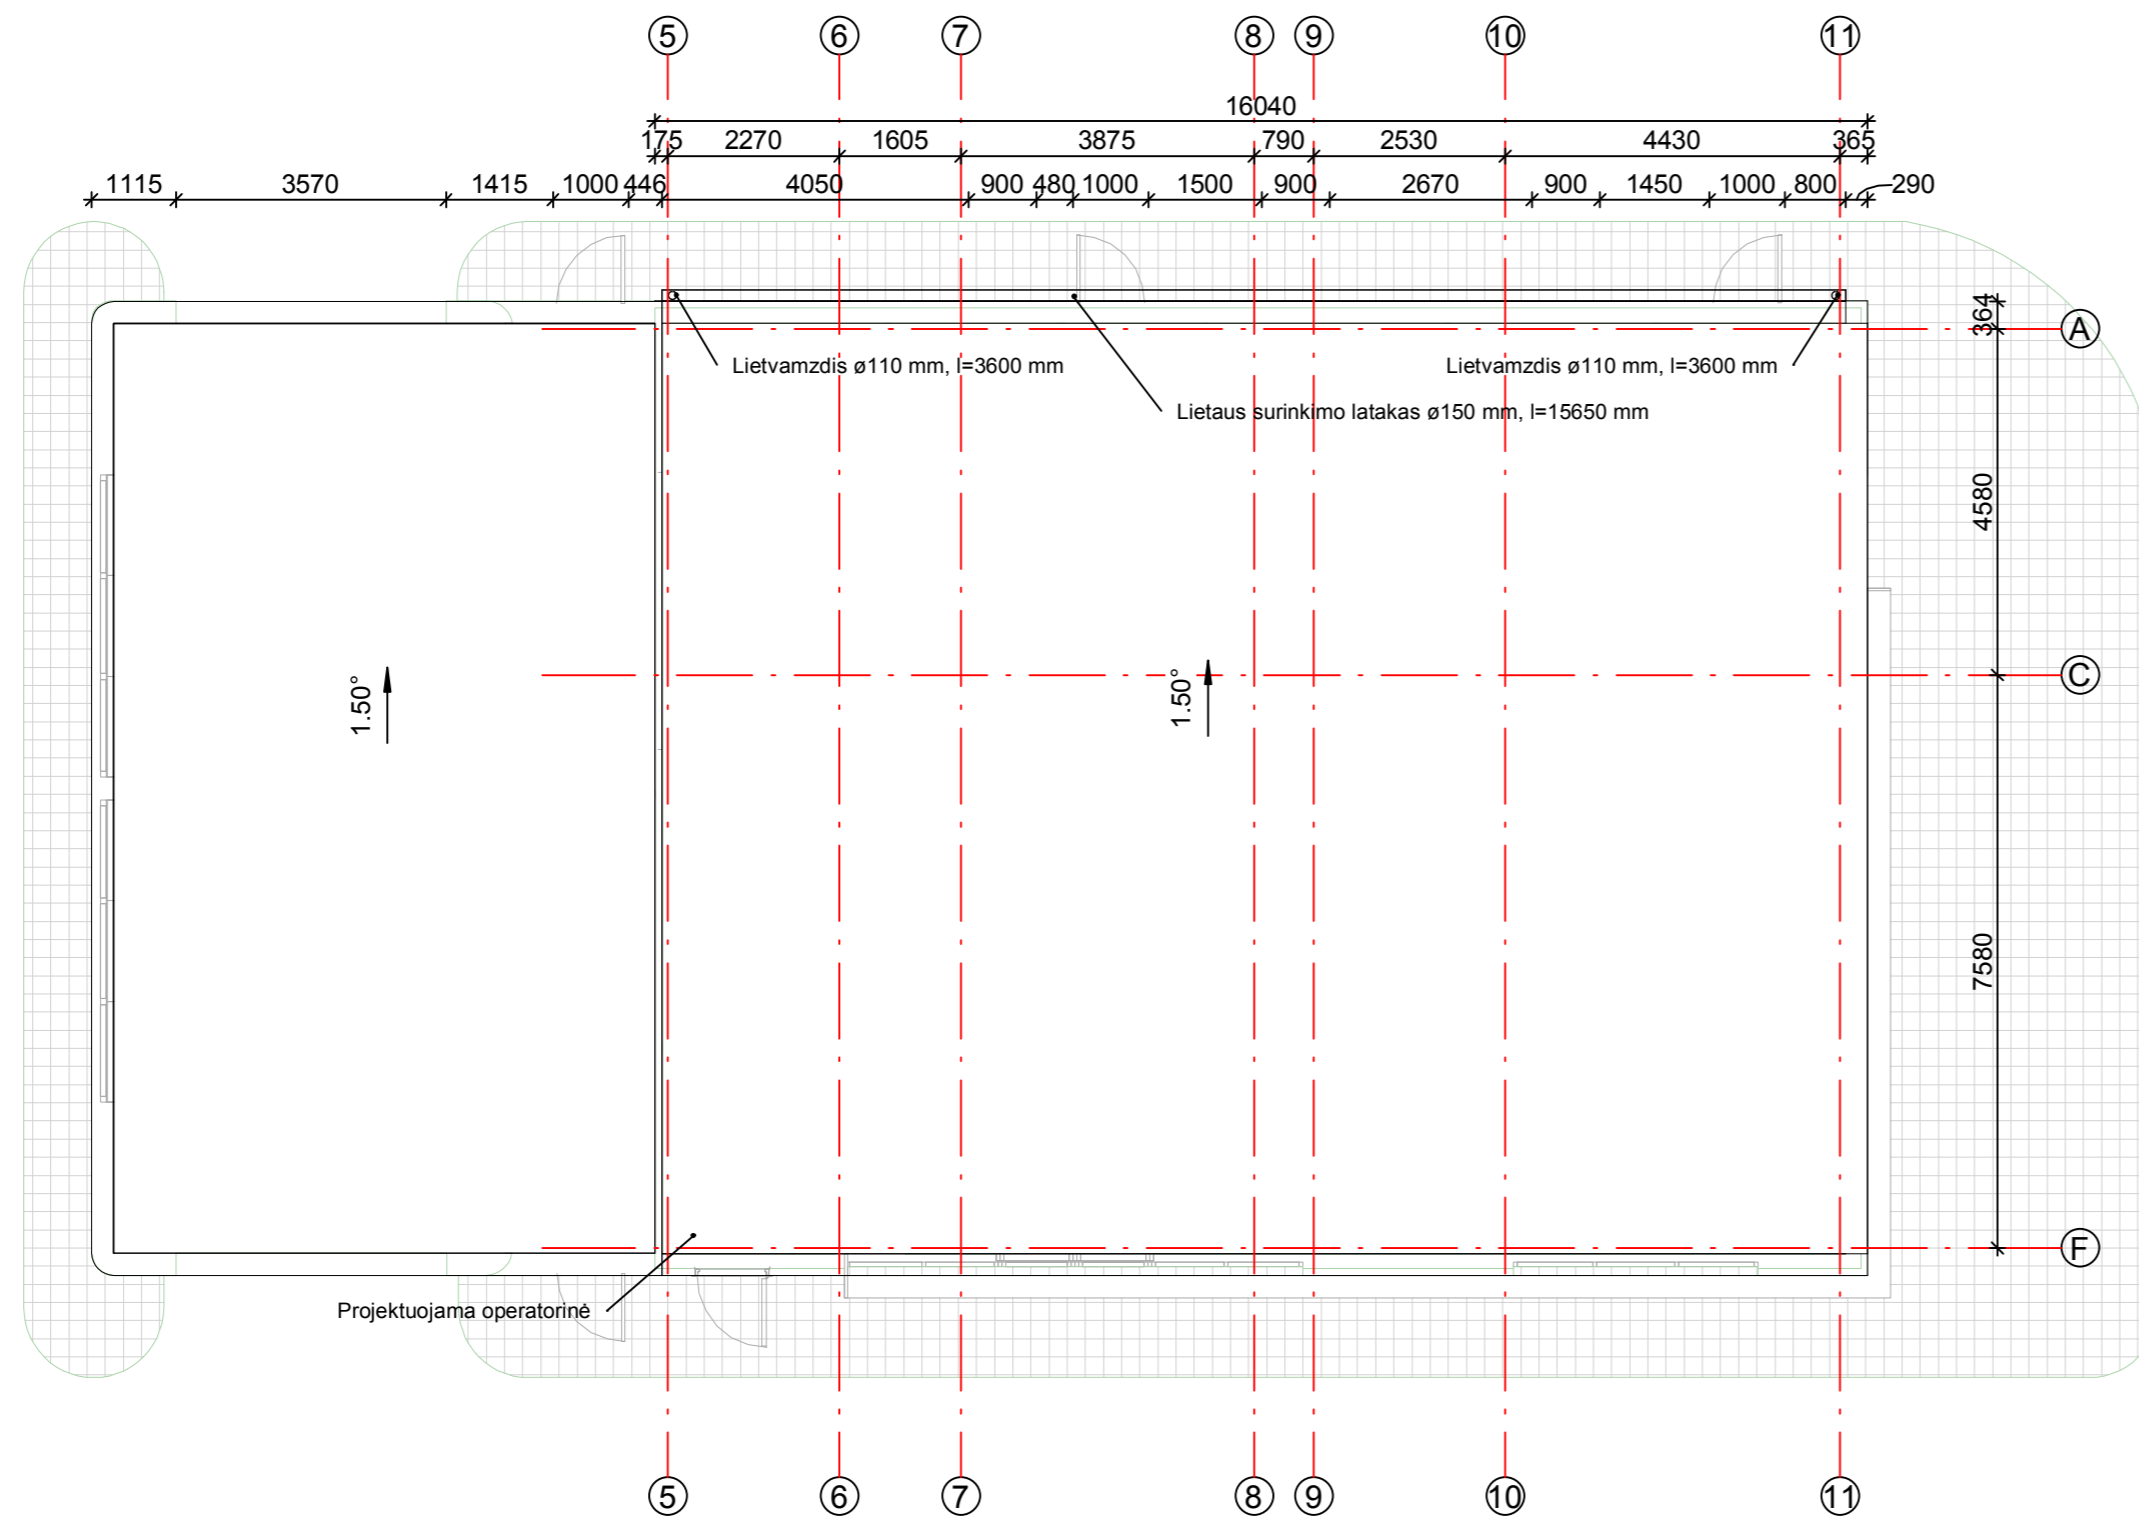 5 6 7 8 9 10 11
16040
175 2270 1605 3875 790 2530 4430 365
1115 3570 1415 1000 446 4050 900 480 1000 1500 900 2670 900 1450 1000 800 290
364
A
Lietvamzdis ø110 mm, l=3600 mm
Lietvamzdis ø110 mm, l=3600 mm
Lietaus surinkimo latakas ø150 mm, l=15650 mm
4580
1.50°
1.50°
C
7580
F
Projektuojama operatorinė
5 6 7 8 9 10 11